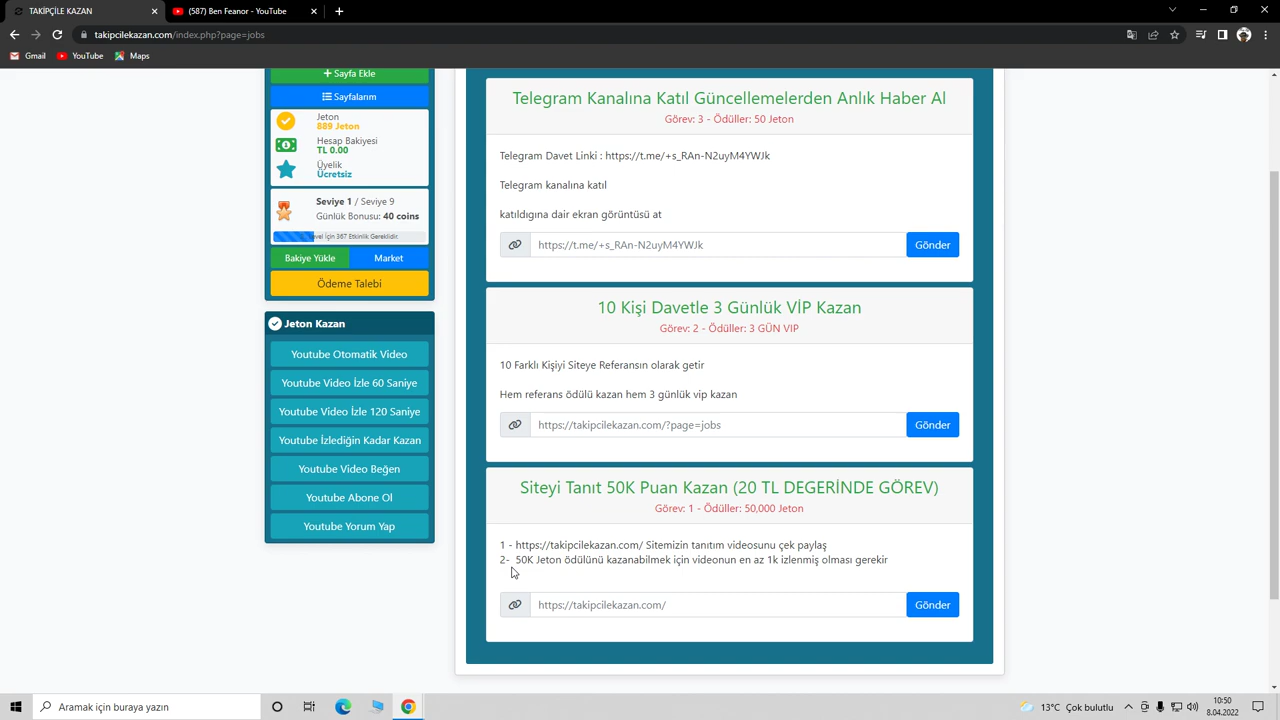 TAKİPÇİLE KAZAN
(587) Ben Feanor - YouTube
takipcilekazan.com/index.php?page=jobs
Gmail
YouTube
Maps
Sayfa Ekle
Sayfalarım
Jeton
889 Jeton
Hesap Bakiyesi
TL 0.00
Üyelik
Ücretsiz
Seviye 1 / Seviye 9
Günlük Bonusu: 40 coins
level İçin 367 Etkinlik Gereklidir.
Bakiye Yükle
Market
Ödeme Talebi
Jeton Kazan
Youtube Otomatik Video
Youtube Video İzle 60 Saniye
Youtube Video İzle 120 Saniye
Youtube İzlediğin Kadar Kazan
Youtube Video Beğen
Youtube Abone Ol
Youtube Yorum Yap
Telegram Kanalına Katıl Güncellemelerden Anlık Haber Al
Görev: 3 - Ödüller: 50 Jeton
Telegram Davet Linki : https://t.me/+s_RAn-N2uyM4YWJk
Telegram kanalına katıl
katıldıgına dair ekran görüntüsü at
https://t.me/+s_RAn-N2uyM4YWJk
Gönder
10 Kişi Davetle 3 Günlük VİP Kazan
Görev: 2 - Ödüller: 3 GÜN VIP
10 Farklı Kişiyi Siteye Referansın olarak getir
Hem referans ödülü kazan hem 3 günlük vip kazan
https://takipcilekazan.com/?page=jobs
Gönder
Siteyi Tanıt 50K Puan Kazan (20 TL DEGERİNDE GÖREV)
Görev: 1 - Ödüller: 50,000 Jeton
1 - https://takipcilekazan.com/ Sitemizin tanıtım videosunu çek paylaş
2- 50K Jeton ödülünü kazanabilmek için videonun en az 1k izlenmiş olması gerekir
https://takipcilekazan.com/
Gönder
Aramak için buraya yazın
13°C Çok bulutlu
10:50
8.04.2022